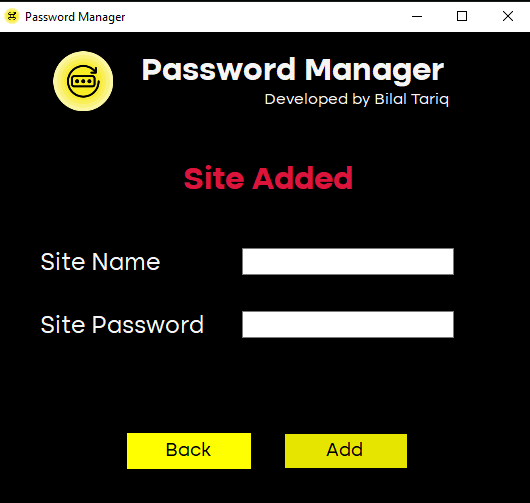 Password Manager
Password Manager
Developed by Bilal Tariq
Site Added
Site Name
Site Password
Back
Add